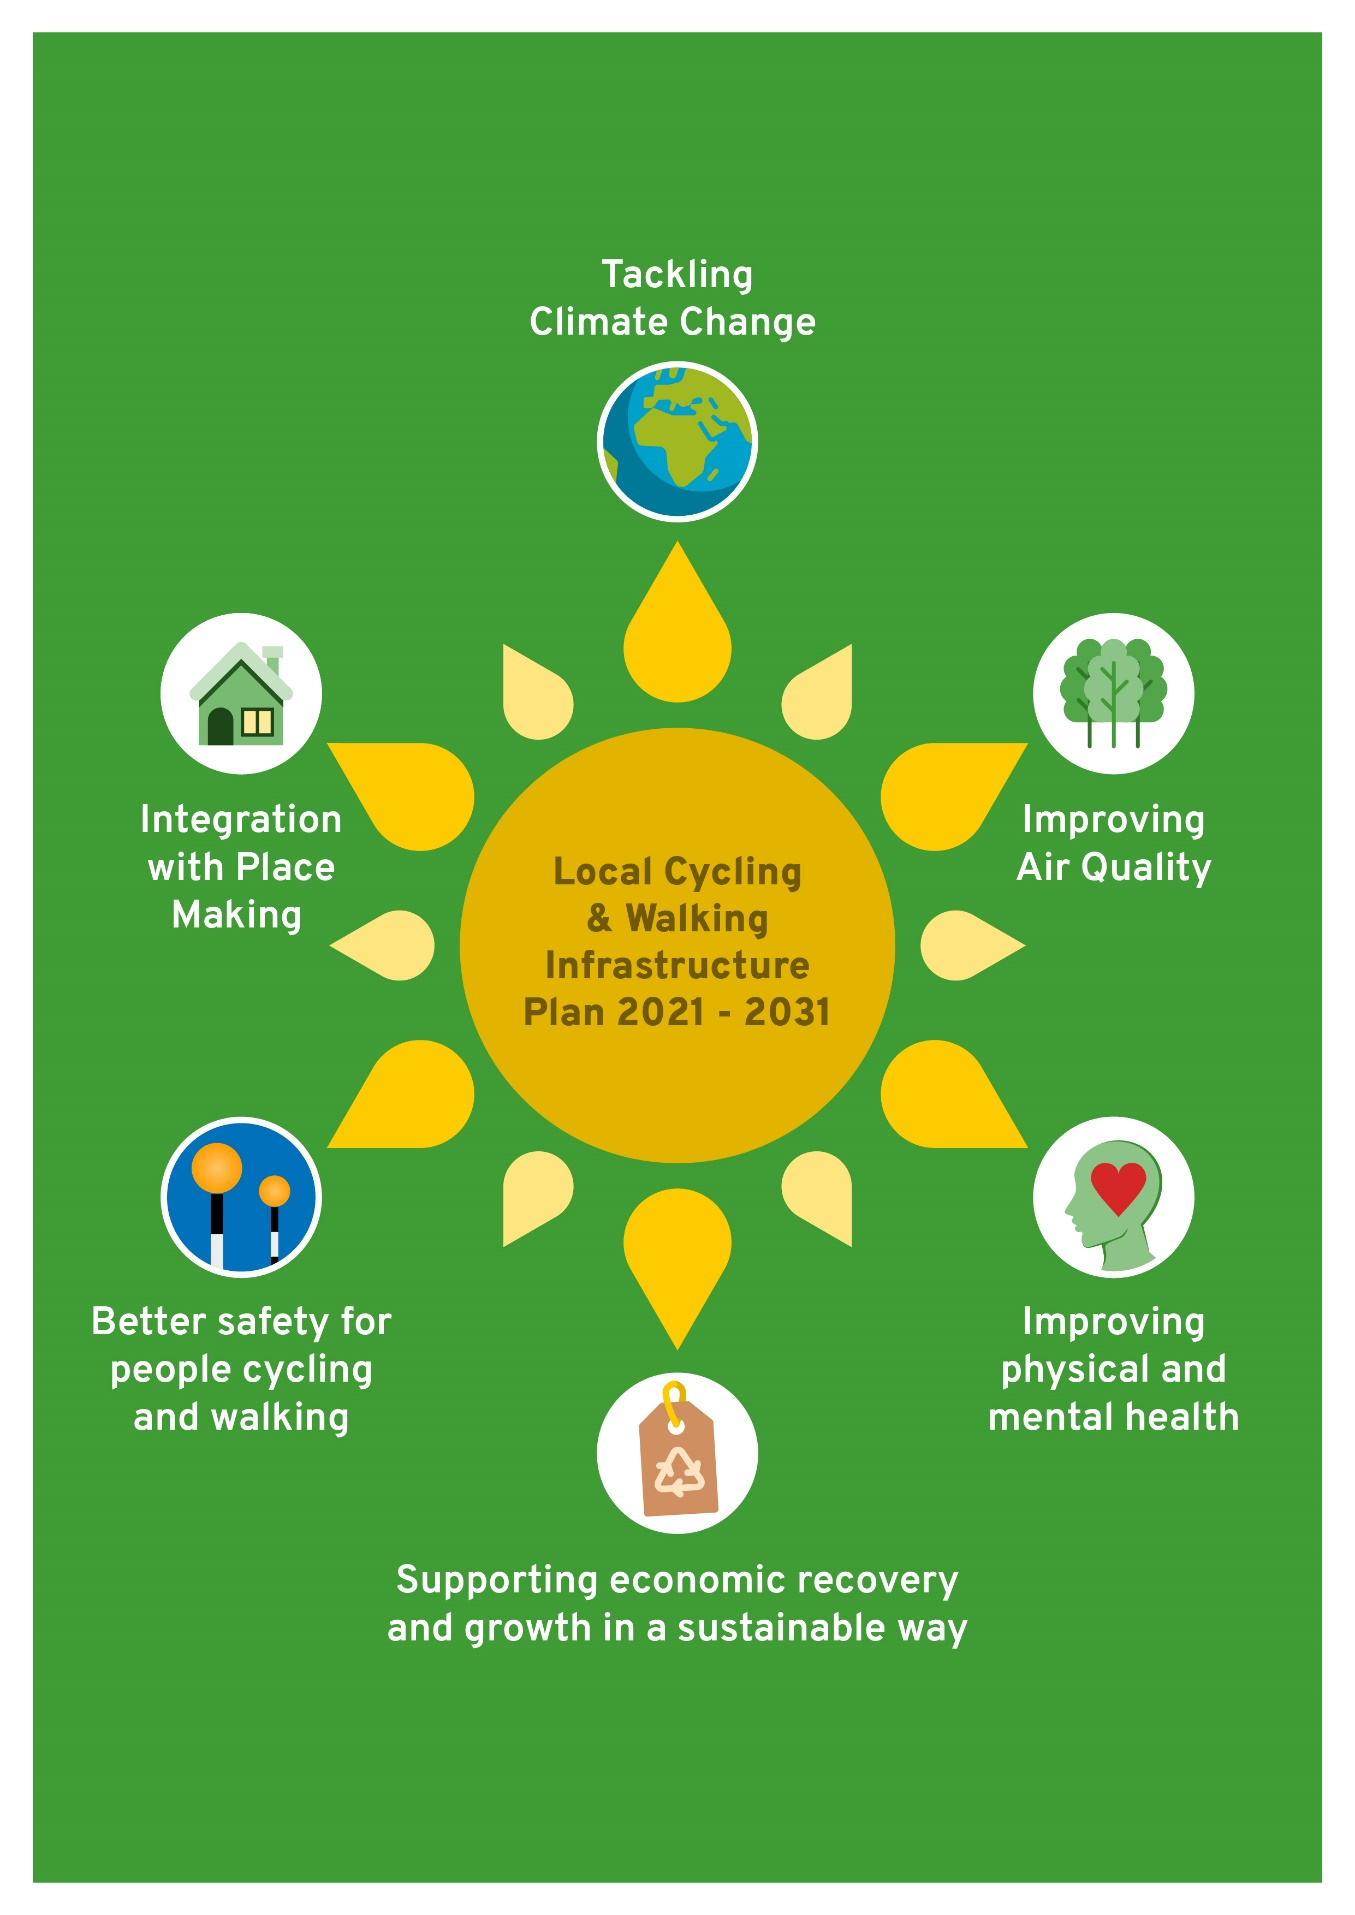 Tackling
Climate Change
Integration
with Place
Making
Improving
Air Quality
Local Cycling
& Walking
Infrastructure
Plan 2021 - 2031
Better safety for
people cycling
and walking
Improving
physical and
mental health
Supporting economic recovery
and growth in a sustainable way